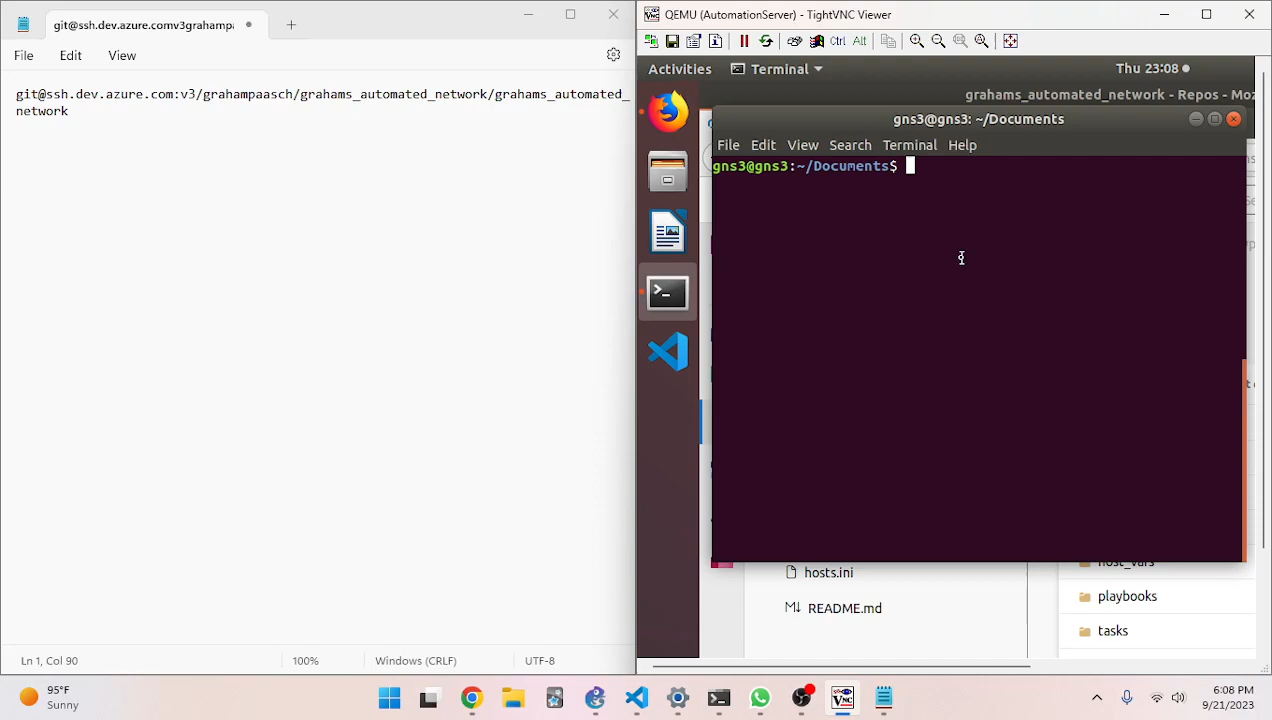 git@ssh.dev.azure.comv3grahampa
File Edit View
git@ssh.dev.azure.com:v3/grahampaasch/grahams_automated_network/grahams_automated_
network
Ln 1, Col 90 100% Windows (CRLF) UTF-8
QEMU (AutomationServer) - TightVNC Viewer
Ctrl Alt
Activities Terminal Thu 23:08
grahams_automated_network - Repos - Moz
gns3@gns3: ~/Documents
File Edit View Search Terminal Help
gns3@gns3:~/Documents$
hosts.ini
README.md
host_vars
playbooks
tasks
95°F
Sunny
6:08 PM
9/21/2023